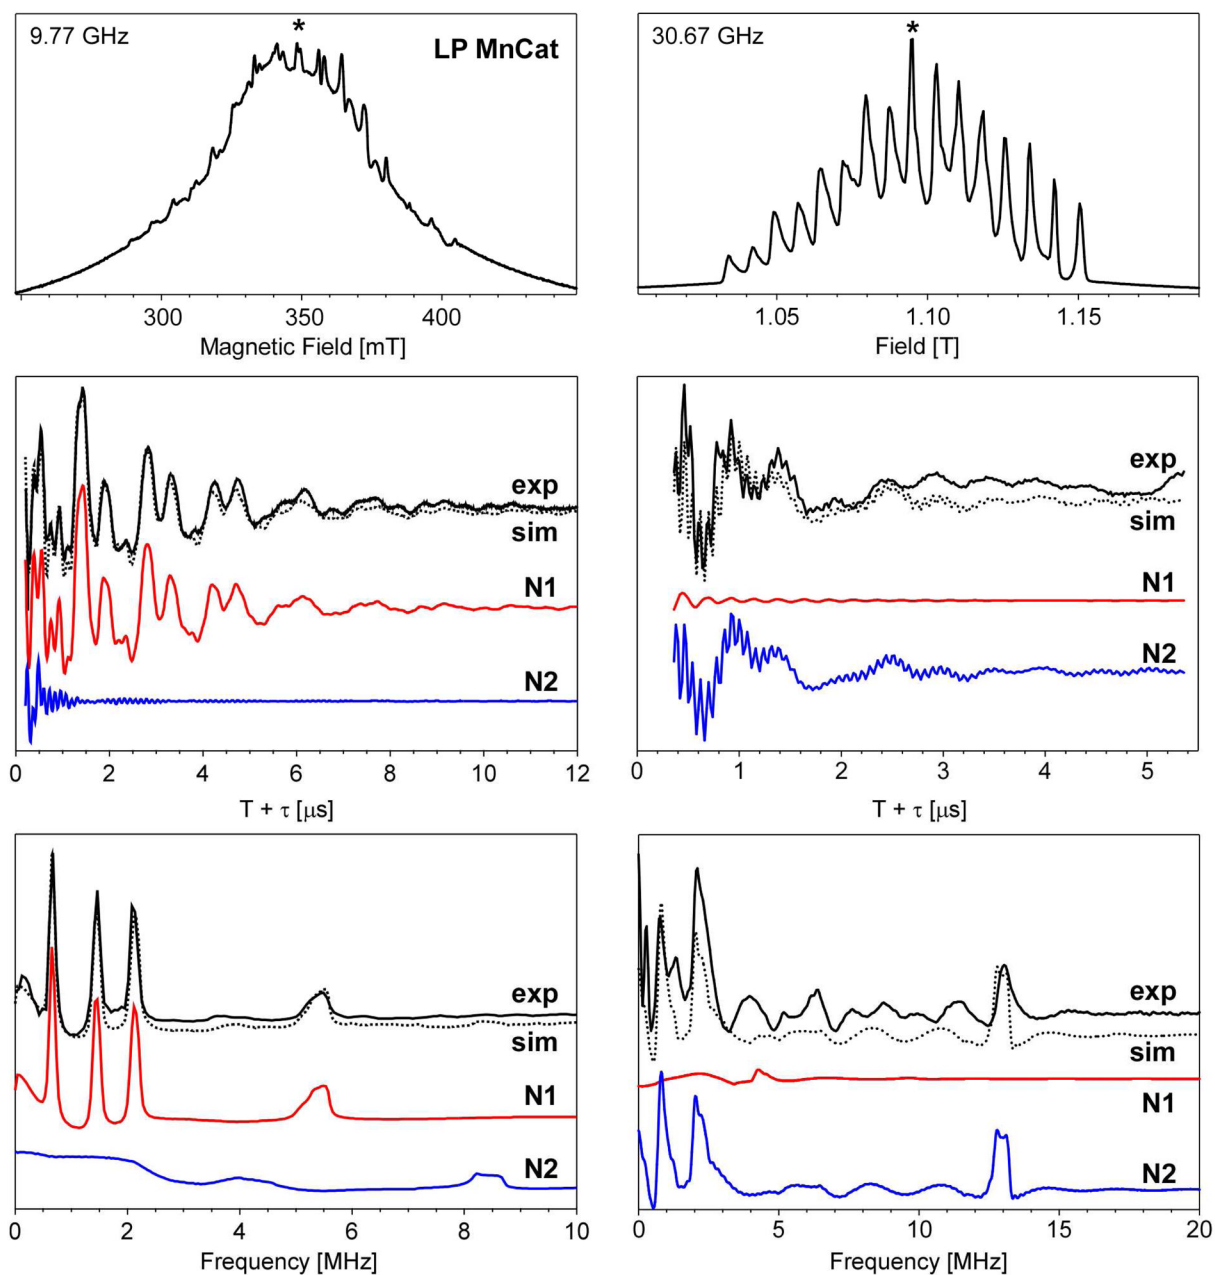 9.77 GHz
*
LP MnCat
300
350
400
Magnetic Field [mT]
30.67 GHz
*
1.05
1.10
1.15
Field [T]
exp
sim
N1
N2
0
2
4
6
8
10
12
T + τ [μs]
exp
sim
N1
N2
0
1
2
3
4
5
T + τ [μs]
exp
sim
N1
N2
0
2
4
6
8
10
Frequency [MHz]
exp
sim
N1
N2
0
5
10
15
20
Frequency [MHz]